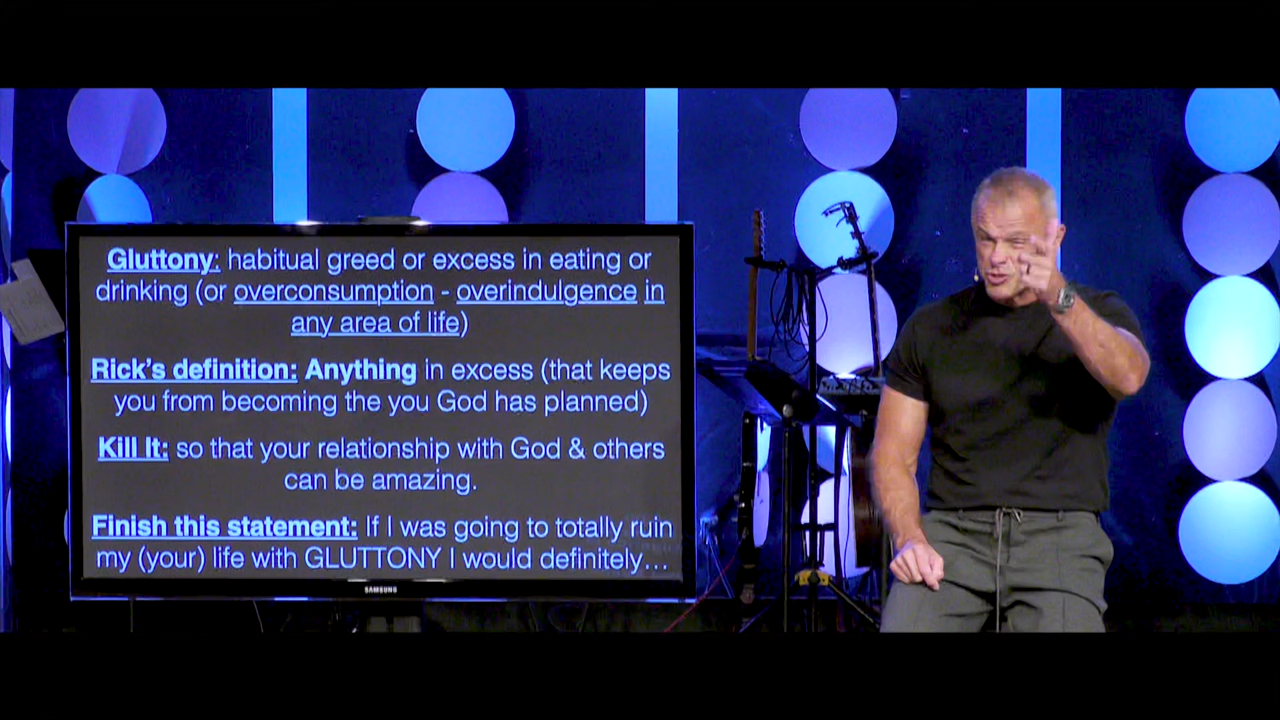 Gluttony: habitual greed or excess in eating or
drinking (or overconsumption - overindulgence in
any area of life)
Rick's definition: Anything in excess (that keeps
you from becoming the you God has planned)
Kill It: so that your relationship with God & others
can be amazing.
Finish this statement: If I was going to totally ruin
my (your) life with GLUTTONY I would definitely...
SAMSUNG